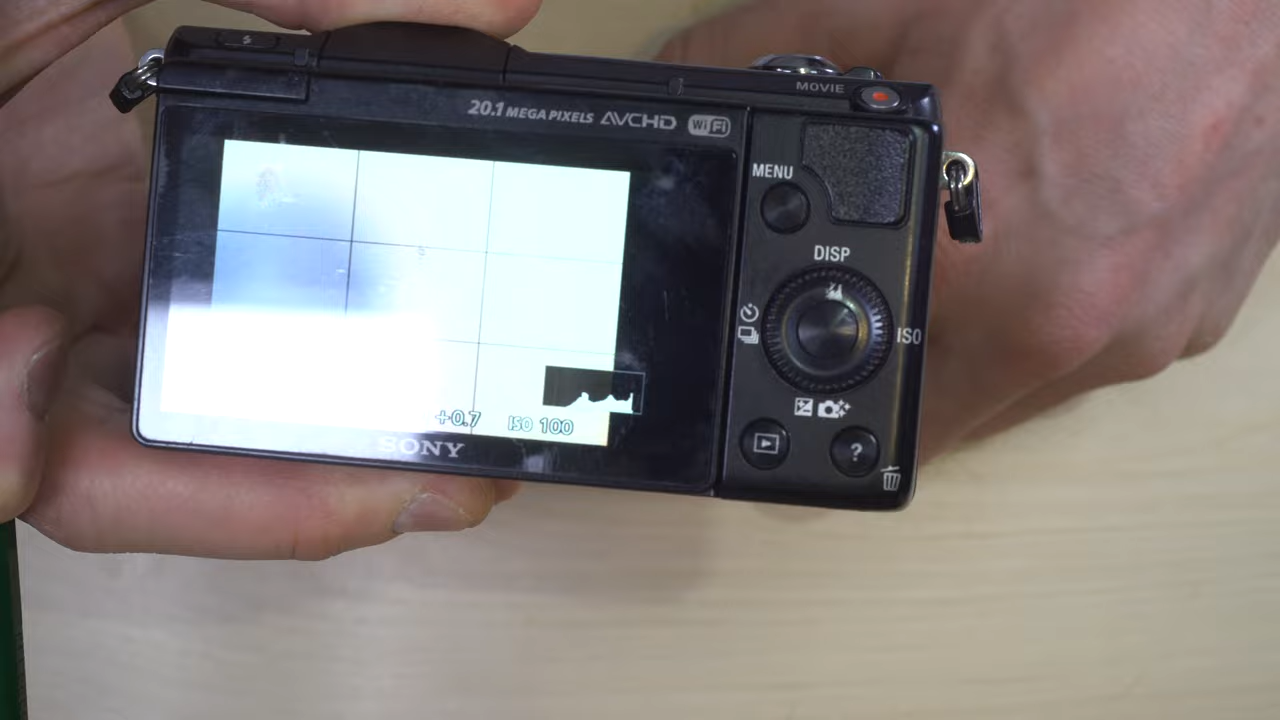 MOVIE
20.1 MEGA PIXELS AVCHD Wi Fi
MENU
DISP
ISO
+0.7 ISO 100
SONY
?